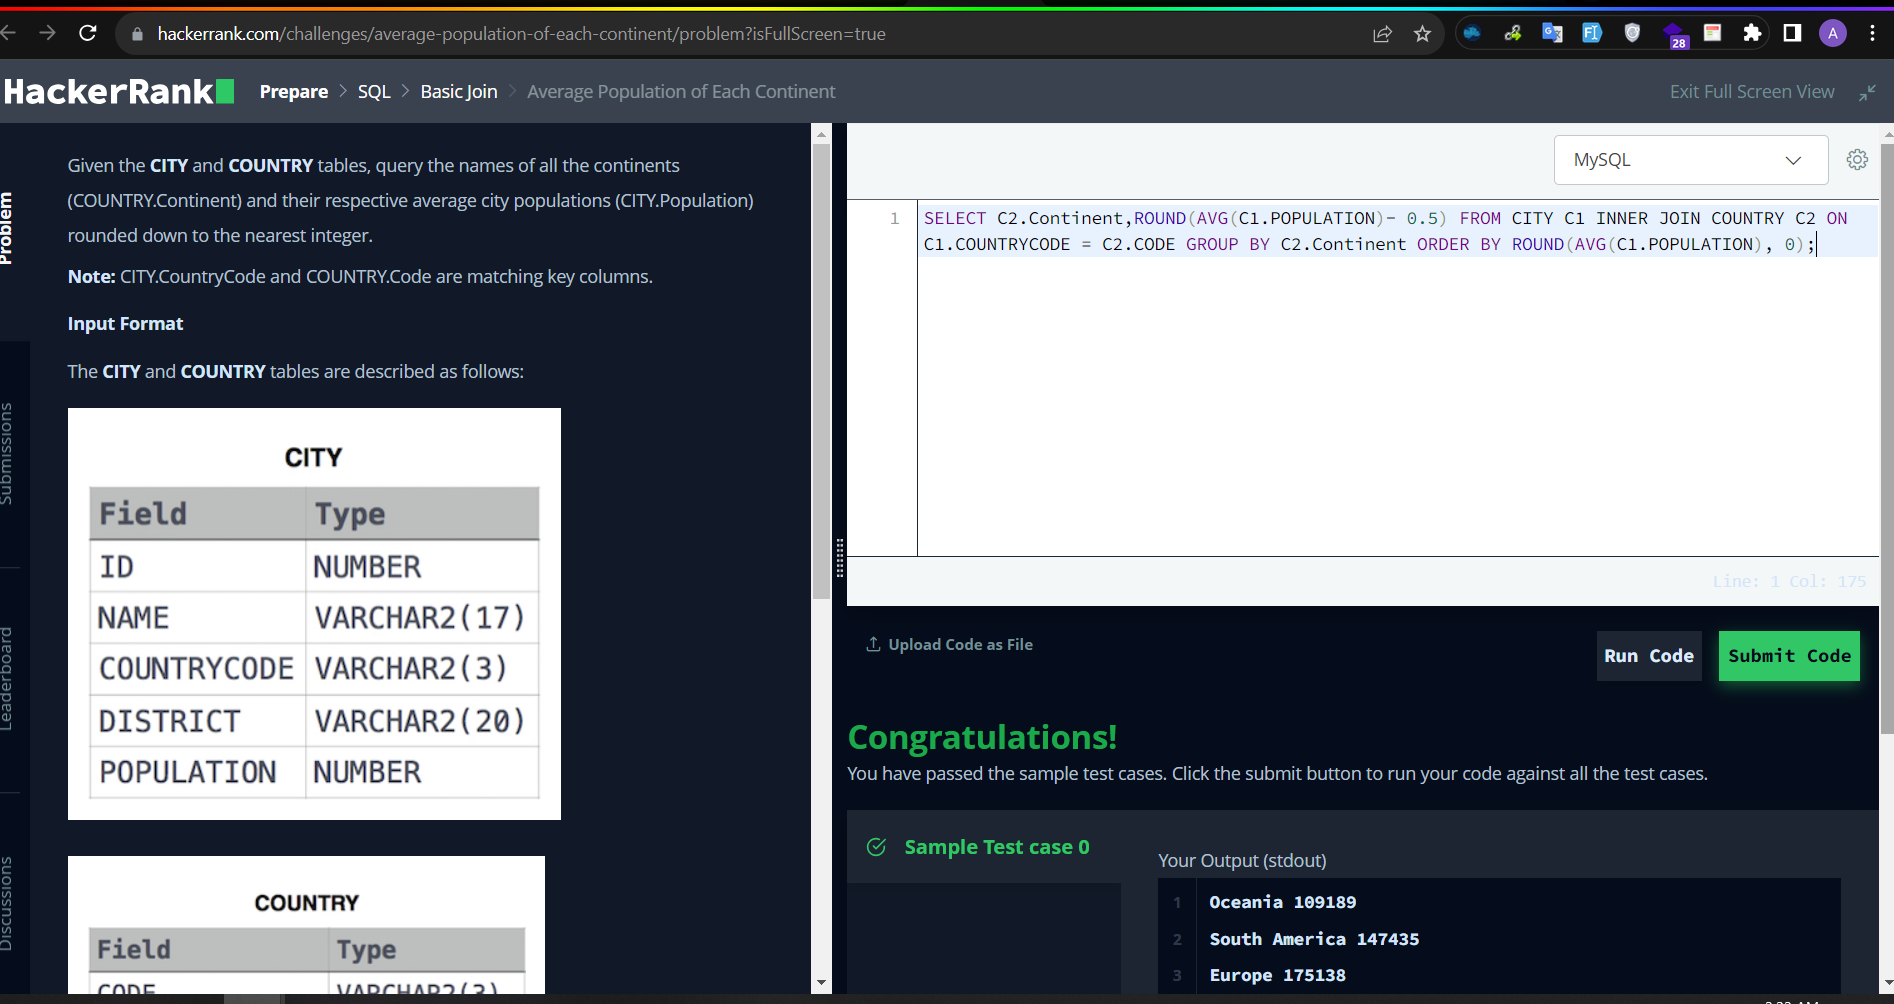 hackerrank.com/challenges/average-population-of-each-continent/problem?isFullScreen=true
28
A
HackerRank
Prepare > SQL > Basic Join > Average Population of Each Continent
Exit Full Screen View
Problem
Submissions
Leaderboard
Discussions
Given the CITY and COUNTRY tables, query the names of all the continents
(COUNTRY.Continent) and their respective average city populations (CITY.Population)
rounded down to the nearest integer.
Note: CITY.CountryCode and COUNTRY.Code are matching key columns.
Input Format
The CITY and COUNTRY tables are described as follows:
CITY
Field Type
ID NUMBER
NAME VARCHAR2(17)
COUNTRYCODE VARCHAR2(3)
DISTRICT VARCHAR2(20)
POPULATION NUMBER
COUNTRY
Field Type
CODE VARCHAR2(3)
MySQL
1 SELECT C2.Continent,ROUND(AVG(C1.POPULATION)- 0.5) FROM CITY C1 INNER JOIN COUNTRY C2 ON
C1.COUNTRYCODE = C2.CODE GROUP BY C2.Continent ORDER BY ROUND(AVG(C1.POPULATION), 0);
Line: 1 Col: 175
Upload Code as File
Run Code
Submit Code
Congratulations!
You have passed the sample test cases. Click the submit button to run your code against all the test cases.
Sample Test case 0
Your Output (stdout)
1 Oceania 109189
2 South America 147435
3 Europe 175138